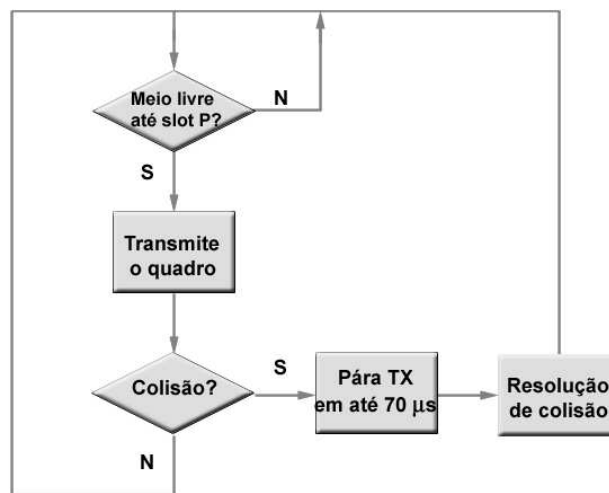 Meio livre
até slot P?
N
S
Transmite
o quadro
Colisão?
S
Pára TX
em até 70 µs
Resolução
de colisão
N